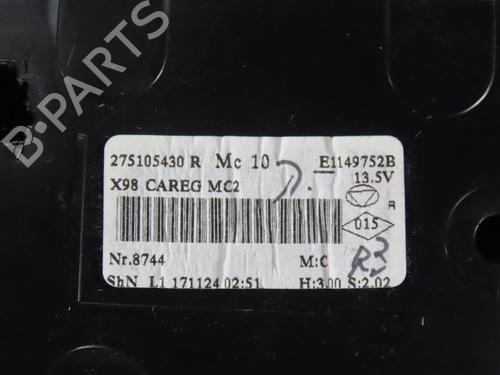 275105430 R Mc 10 E1149752B
X98 CAREG MC2 13.5V
R
015
Nr.8744 M:C
R3
ShN L1 171124 02:51 H:3.00 S:2.02
B-PARTS